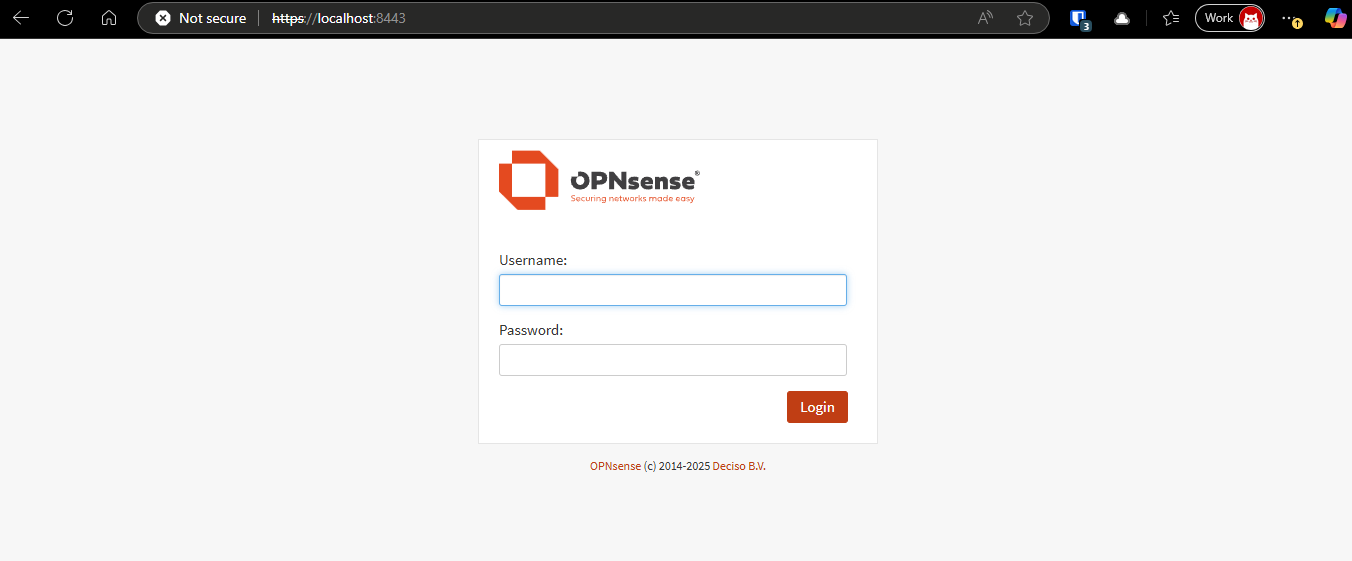 Not secure https://localhost:8443
3
Work
OPNsense®
Securing networks made easy
Username:
Password:
Login
OPNsense (c) 2014-2025 Deciso B.V.